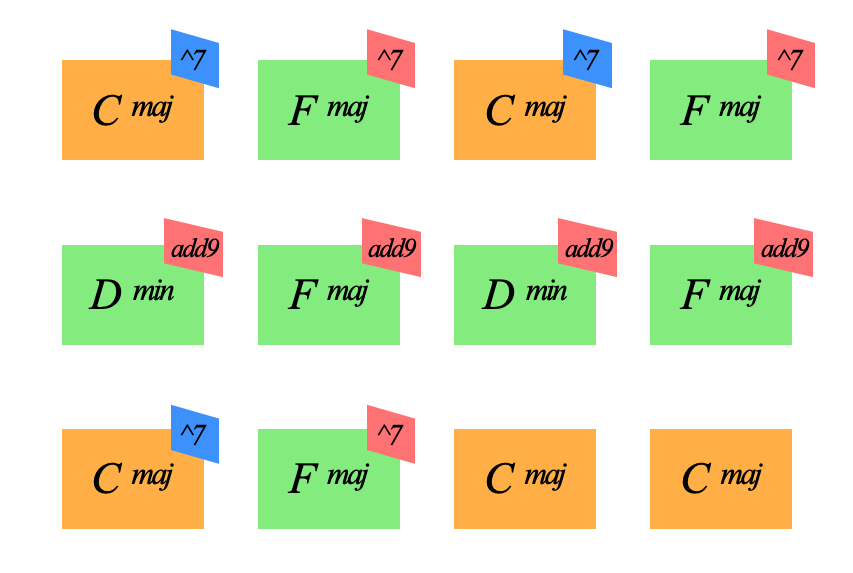 ^7 ^7 ^7 ^7
C maj F maj C maj F maj
add9 add9 add9 add9
D min F maj D min F maj
^7 ^7
C maj F maj C maj C maj